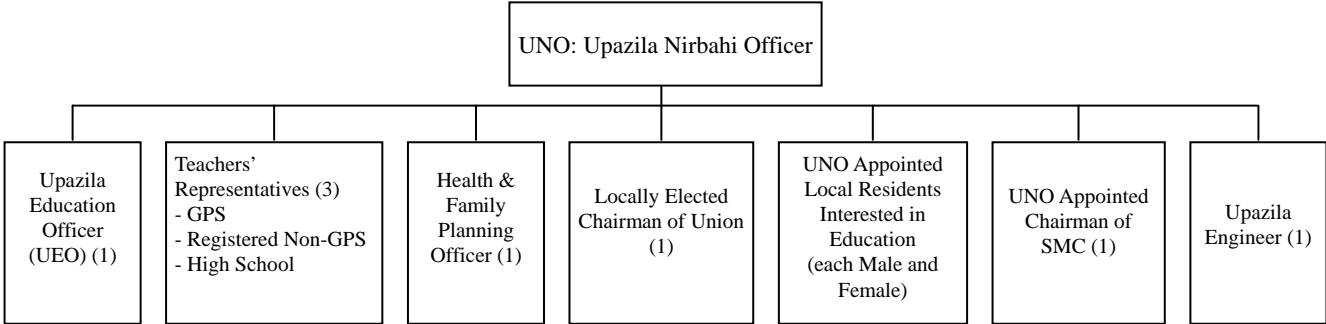 UNO: Upazila Nirbahi Officer
Upazila
Education
Officer
(UEO) (1)
Teachers’
Representatives (3)
- GPS
- Registered Non-GPS
- High School
Health &
Family
Planning
Officer (1)
Locally Elected
Chairman of Union
(1)
UNO Appointed
Local Residents
Interested in
Education
(each Male and
Female)
UNO Appointed
Chairman of
SMC (1)
Upazila
Engineer (1)